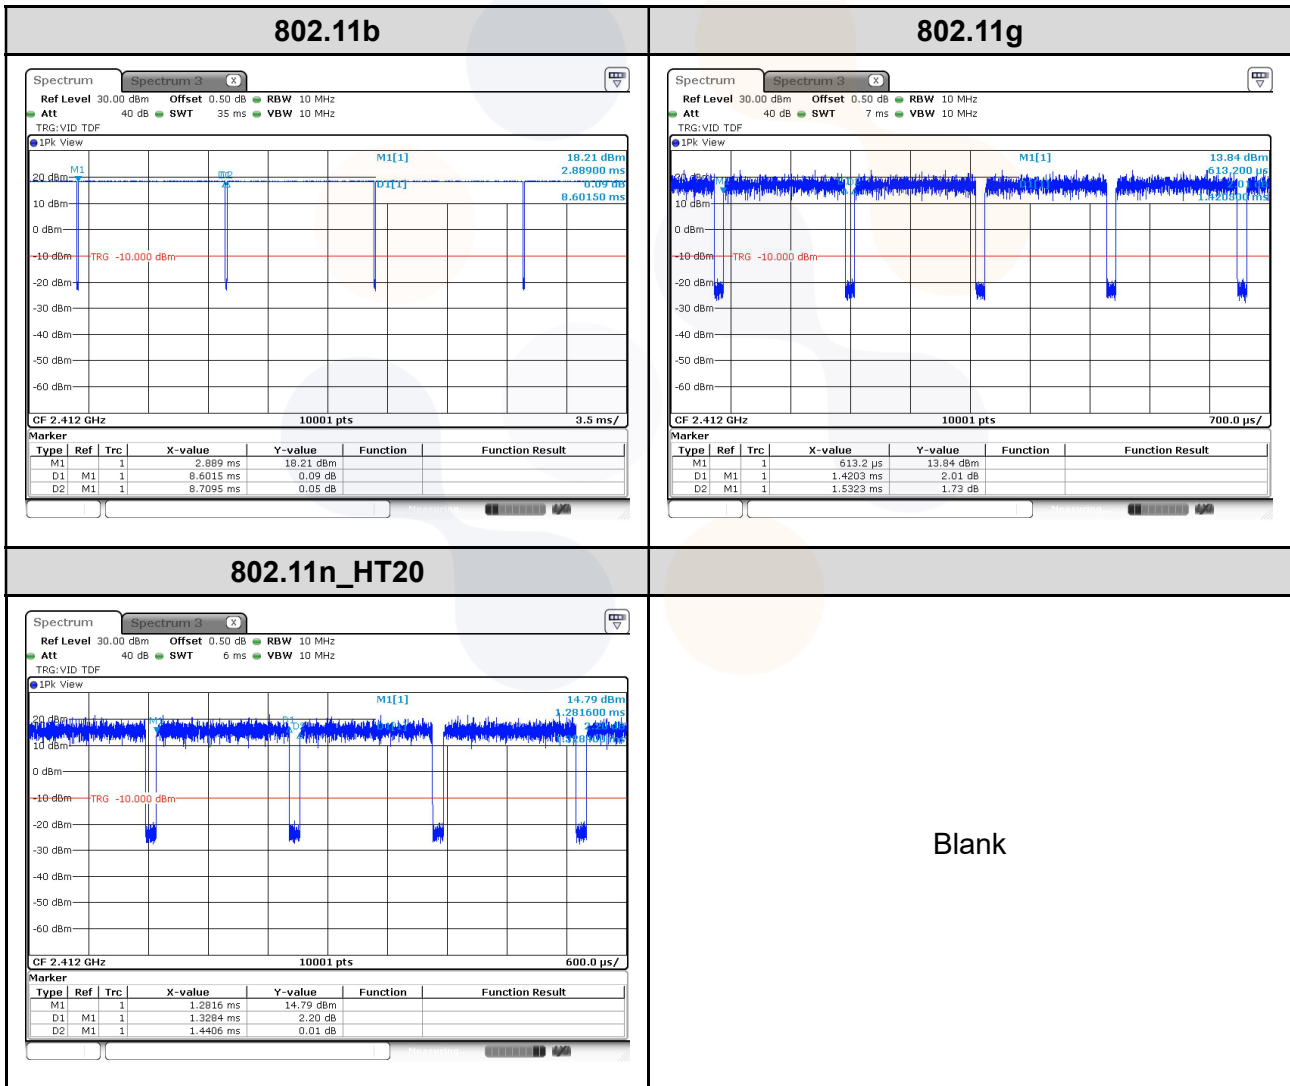 802.11b
Spectrum Spectrum 3 X
Ref Level 30.00 dBm Offset 0.50 dB RBW 10 MHz
Att 40 dB SWT 35 ms VBW 10 MHz
TRG:VID TDF
1Pk View
M1[1] 18.21 dBm
2.88900 ms
D1[1] 0.09 dB
8.60150 ms
M1
20 dBm
10 dBm
0 dBm
-10 dBm TRG -10.000 dBm
-20 dBm
-30 dBm
-40 dBm
-50 dBm
-60 dBm
CF 2.412 GHz 10001 pts 3.5 ms/
Marker
Type Ref Trc X-value Y-value Function Function Result
M1 1 2.889 ms 18.21 dBm
D1 M1 1 8.6015 ms 0.09 dB
D2 M1 1 8.7095 ms 0.05 dB
Measuring...
802.11g
Spectrum Spectrum 3 X
Ref Level 30.00 dBm Offset 0.50 dB RBW 10 MHz
Att 40 dB SWT 7 ms VBW 10 MHz
TRG:VID TDF
1Pk View
M1[1] 13.84 dBm
613.200 µs
10 dBm
0 dBm
-10 dBm TRG -10.000 dBm
-20 dBm
-30 dBm
-40 dBm
-50 dBm
-60 dBm
CF 2.412 GHz 10001 pts 700.0 µs/
Marker
Type Ref Trc X-value Y-value Function Function Result
M1 1 613.2 µs 13.84 dBm
D1 M1 1 1.4203 ms 2.01 dB
D2 M1 1 1.5323 ms 1.73 dB
Measuring...
802.11n_HT20
Spectrum Spectrum 3 X
Ref Level 30.00 dBm Offset 0.50 dB RBW 10 MHz
Att 40 dB SWT 6 ms VBW 10 MHz
TRG:VID TDF
1Pk View
M1[1] 14.79 dBm
1.281600 ms
20 dBm
10 dBm
0 dBm
-10 dBm TRG -10.000 dBm
-20 dBm
-30 dBm
-40 dBm
-50 dBm
-60 dBm
CF 2.412 GHz 10001 pts 600.0 µs/
Marker
Type Ref Trc X-value Y-value Function Function Result
M1 1 1.2816 ms 14.79 dBm
D1 M1 1 1.3284 ms 2.20 dB
D2 M1 1 1.4406 ms 0.01 dB
Measuring...
Blank